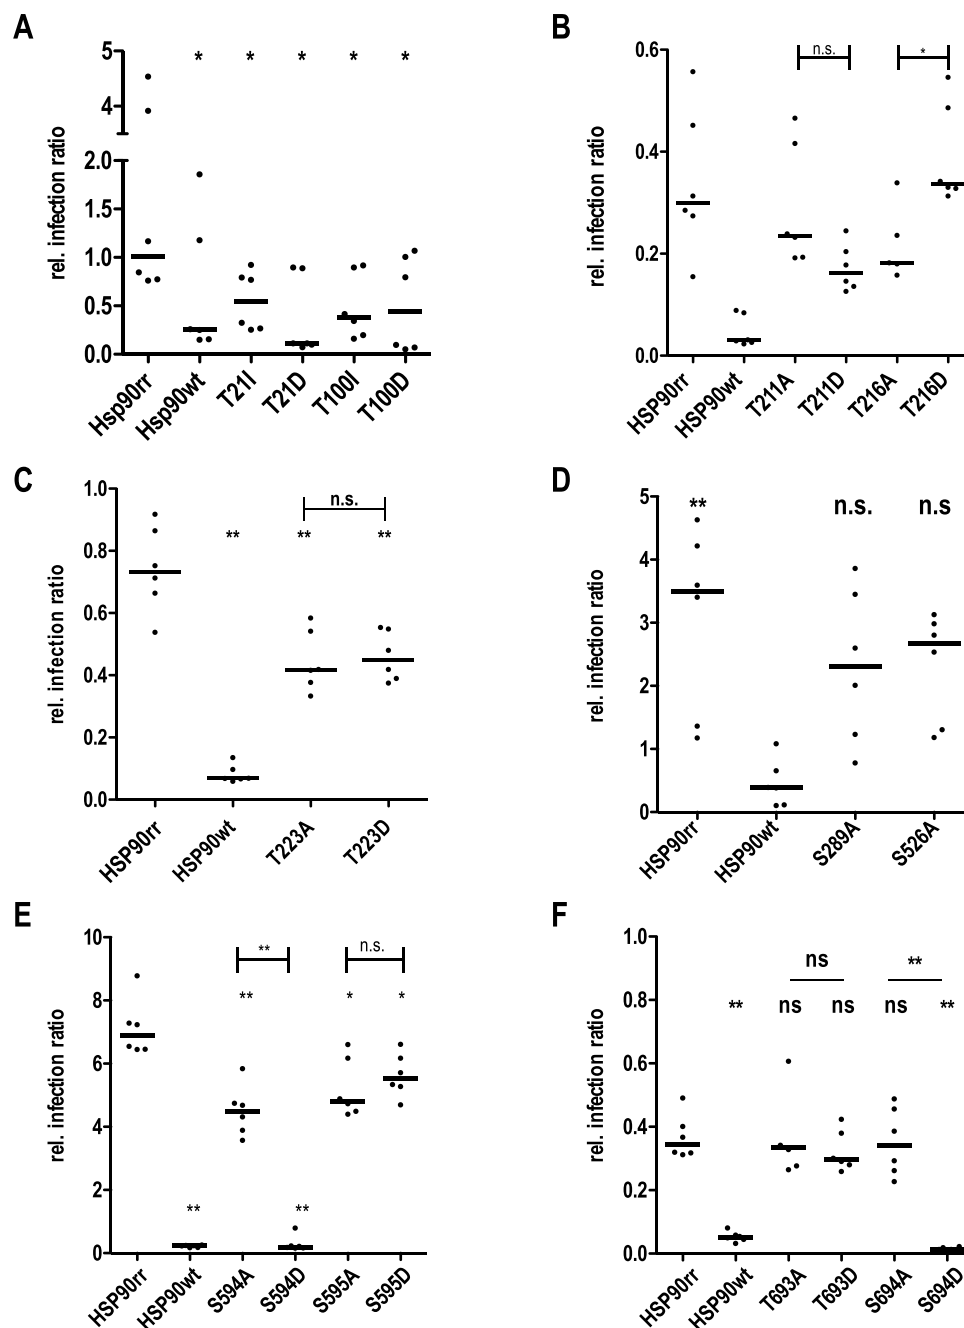 A
rel. infection ratio
5
4
2.0
1.5
1.0
0.5
0.0
* * * * *
Hsp90rr Hsp90wt T21I T21D T100I T100D
B
rel. infection ratio
0.6
0.4
0.2
0.0
n.s. *
HSP90rr HSP90wt T211A T211D T216A T216D
C
rel. infection ratio
1.0
0.8
0.6
0.4
0.2
0.0
n.s.
** ** **
HSP90rr HSP90wt T223A T223D
D
rel. infection ratio
5
4
3
2
1
0
** n.s. n.s
HSP90rr HSP90wt S289A S526A
E
rel. infection ratio
10
8
6
4
2
0
** n.s.
** * *
** **
HSP90rr HSP90wt S594A S594D S595A S595D
F
rel. infection ratio
1.0
0.8
0.6
0.4
0.2
0.0
ns **
** ns ns ns **
HSP90rr HSP90wt T693A T693D S694A S694D